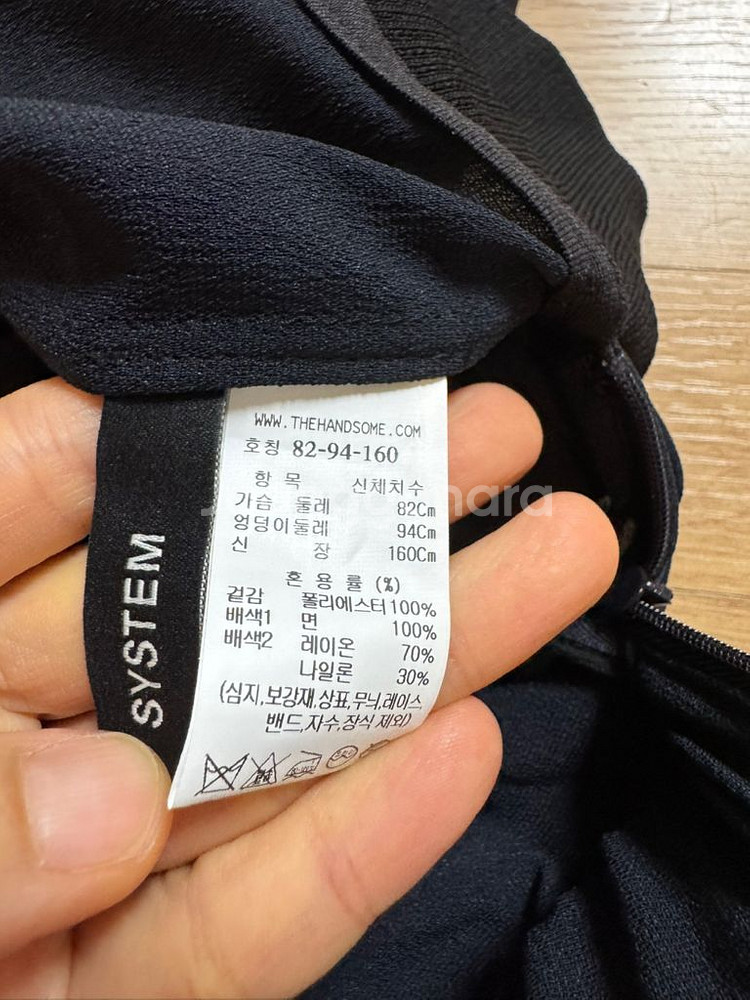 WWW.THEHANDSOME.COM
호칭 82-94-160
항 목 신체치수
가슴 둘레 82Cm
엉덩이둘레 94Cm
신 장 160Cm
혼 용 률 (%)
겉감 폴리에스터100%
배색1 면 100%
배색2 레이온 70%
나일론 30%
(심지,보강재,상표,무늬,레이스
밴드,자수,장식 제외)
SYSTEM